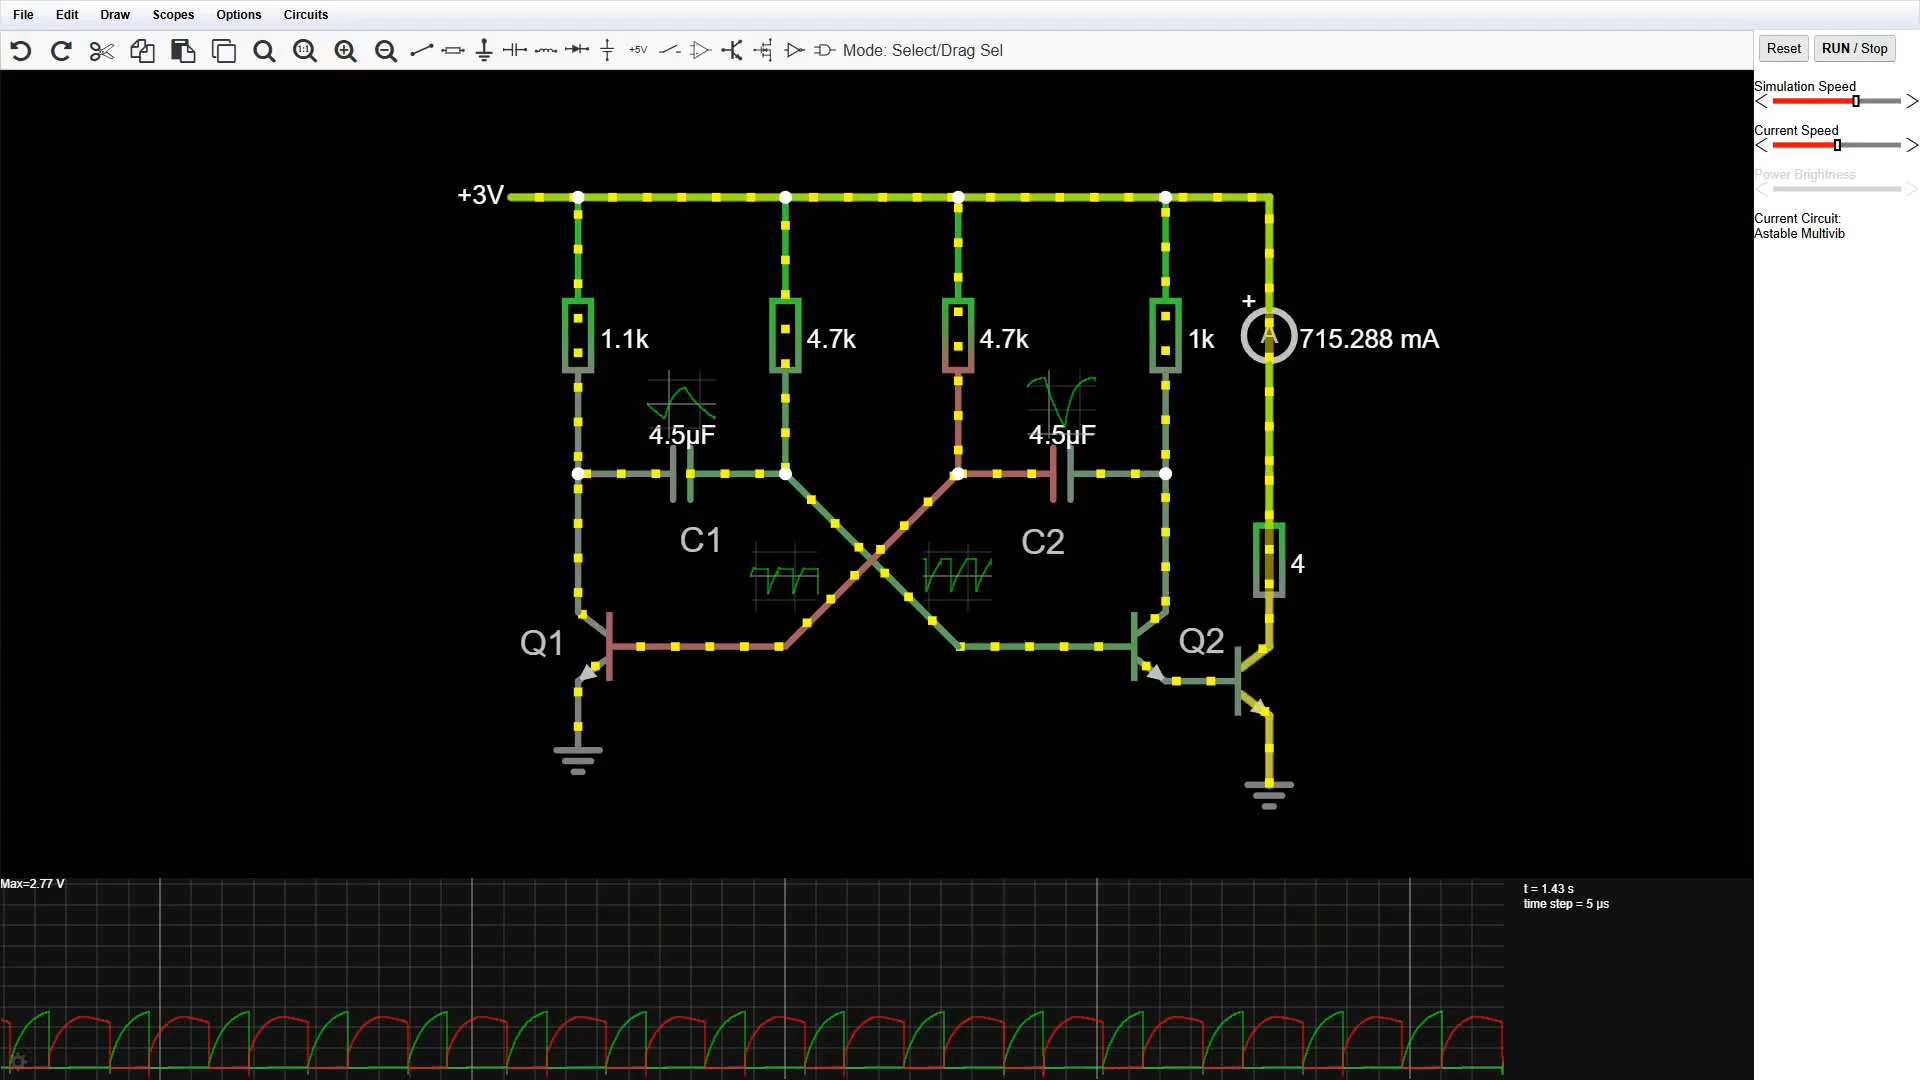 File Edit Draw Scopes Options Circuits
+5V Mode: Select/Drag Sel
Reset RUN / Stop
Simulation Speed
Current Speed
Power Brightness
Current Circuit:
Astable Multivib
+3V
+
1.1k 4.7k 4.7k 1k A 715.288 mA
4.5μF 4.5μF
C1 C2
4
Q1 Q2
Max=2.77 V
t = 1.43 s
time step = 5 μs